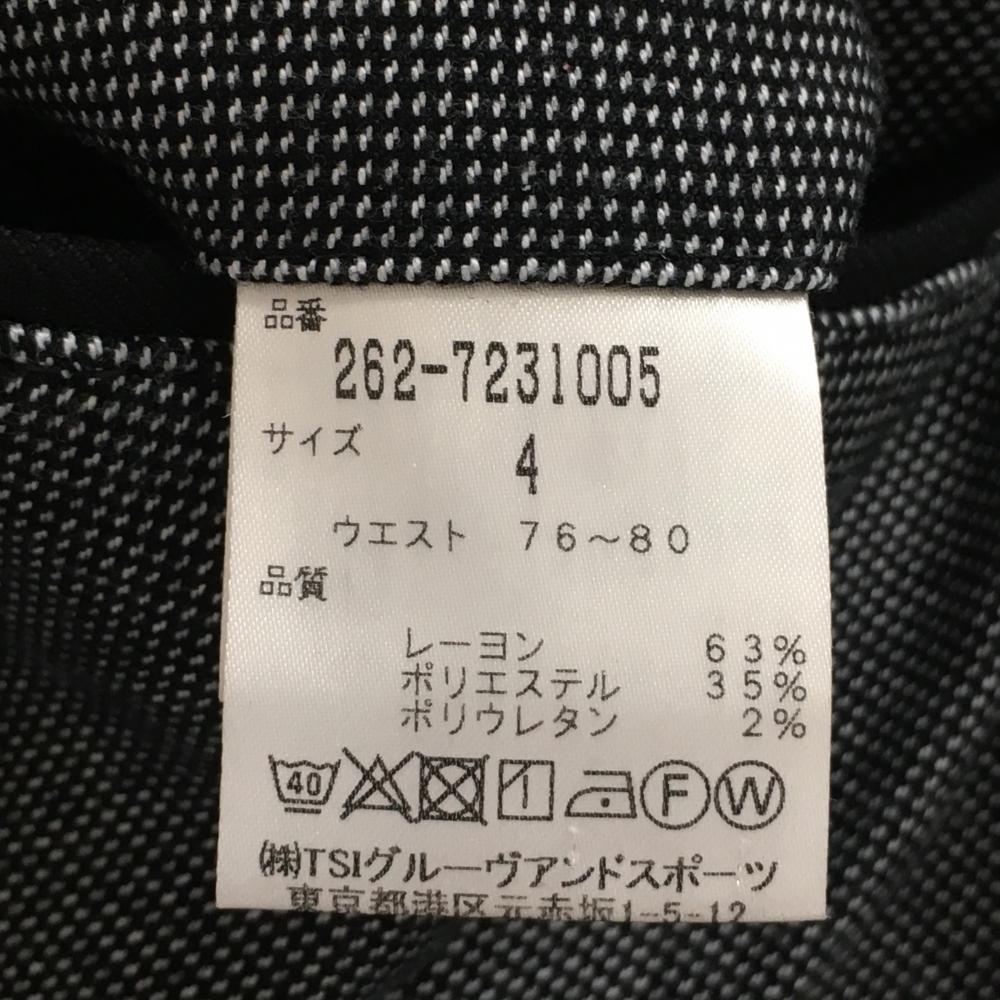 品番
262-7231005
サイズ 4
ウエスト 76～80
品質
レーヨン 63%
ポリエステル 35%
ポリウレタン 2%
40 F W
(株)TSIグルーヴアンドスポーツ
東京都港区元赤坂1-5-12